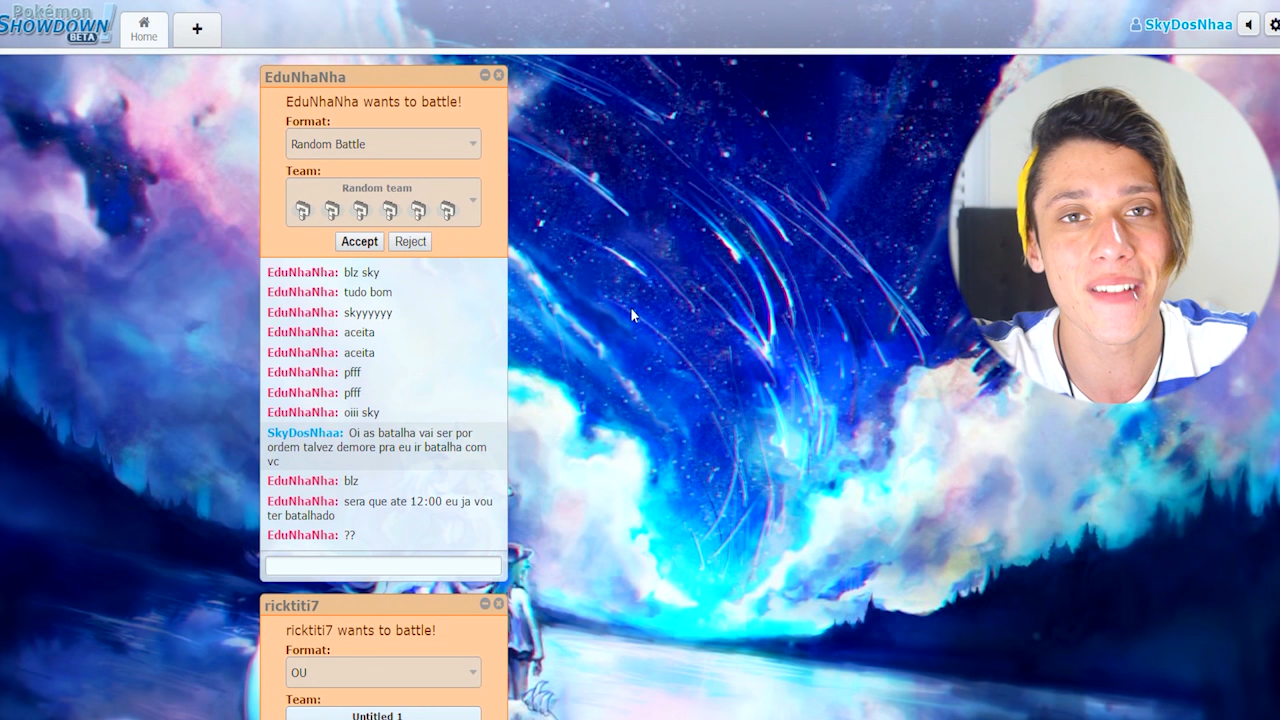 Pokémon
SHOWDOWN!
BETA
Home
+
SkyDosNhaa
EduNhaNha
EduNhaNha wants to battle!
Format:
Random Battle
Team:
Random team
Accept Reject
EduNhaNha: blz sky
EduNhaNha: tudo bom
EduNhaNha: skyyyyyy
EduNhaNha: aceita
EduNhaNha: aceita
EduNhaNha: pfff
EduNhaNha: pfff
EduNhaNha: oiii sky
SkyDosNhaa: Oi as batalha vai ser por
ordem talvez demore pra eu ir batalha com
vc
EduNhaNha: blz
EduNhaNha: sera que ate 12:00 eu ja vou
ter batalhado
EduNhaNha: ??
ricktiti7
ricktiti7 wants to battle!
Format:
OU
Team:
Untitled 1